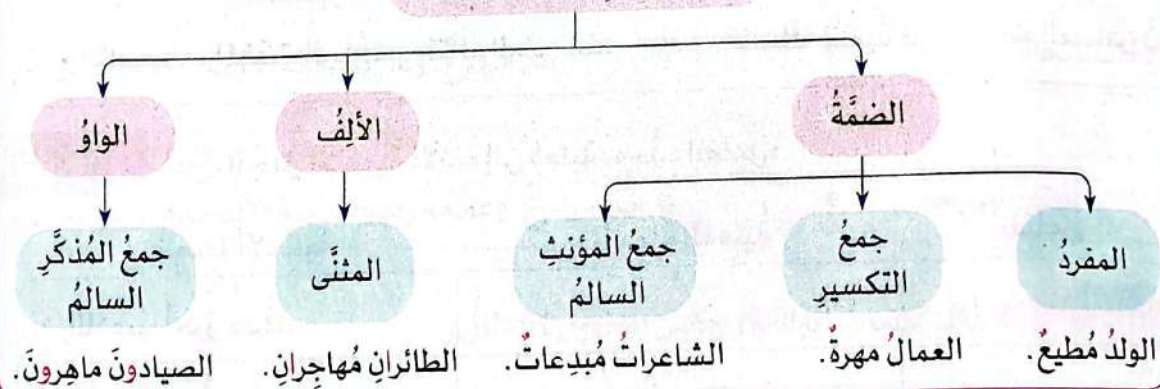 الضمَّةُ الألِفُ الواوُ
المفردُ جمعُ التكسيرِ جمعُ المؤنثِ السالمُ المثنَّى جمعُ المُذكَّرِ السالمُ
الولدُ مُطيعٌ. العمالُ مهرةٌ. الشاعراتُ مُبدِعاتٌ. الطائرانِ مُهاجِرانِ. الصيادونَ ماهِرونَ.